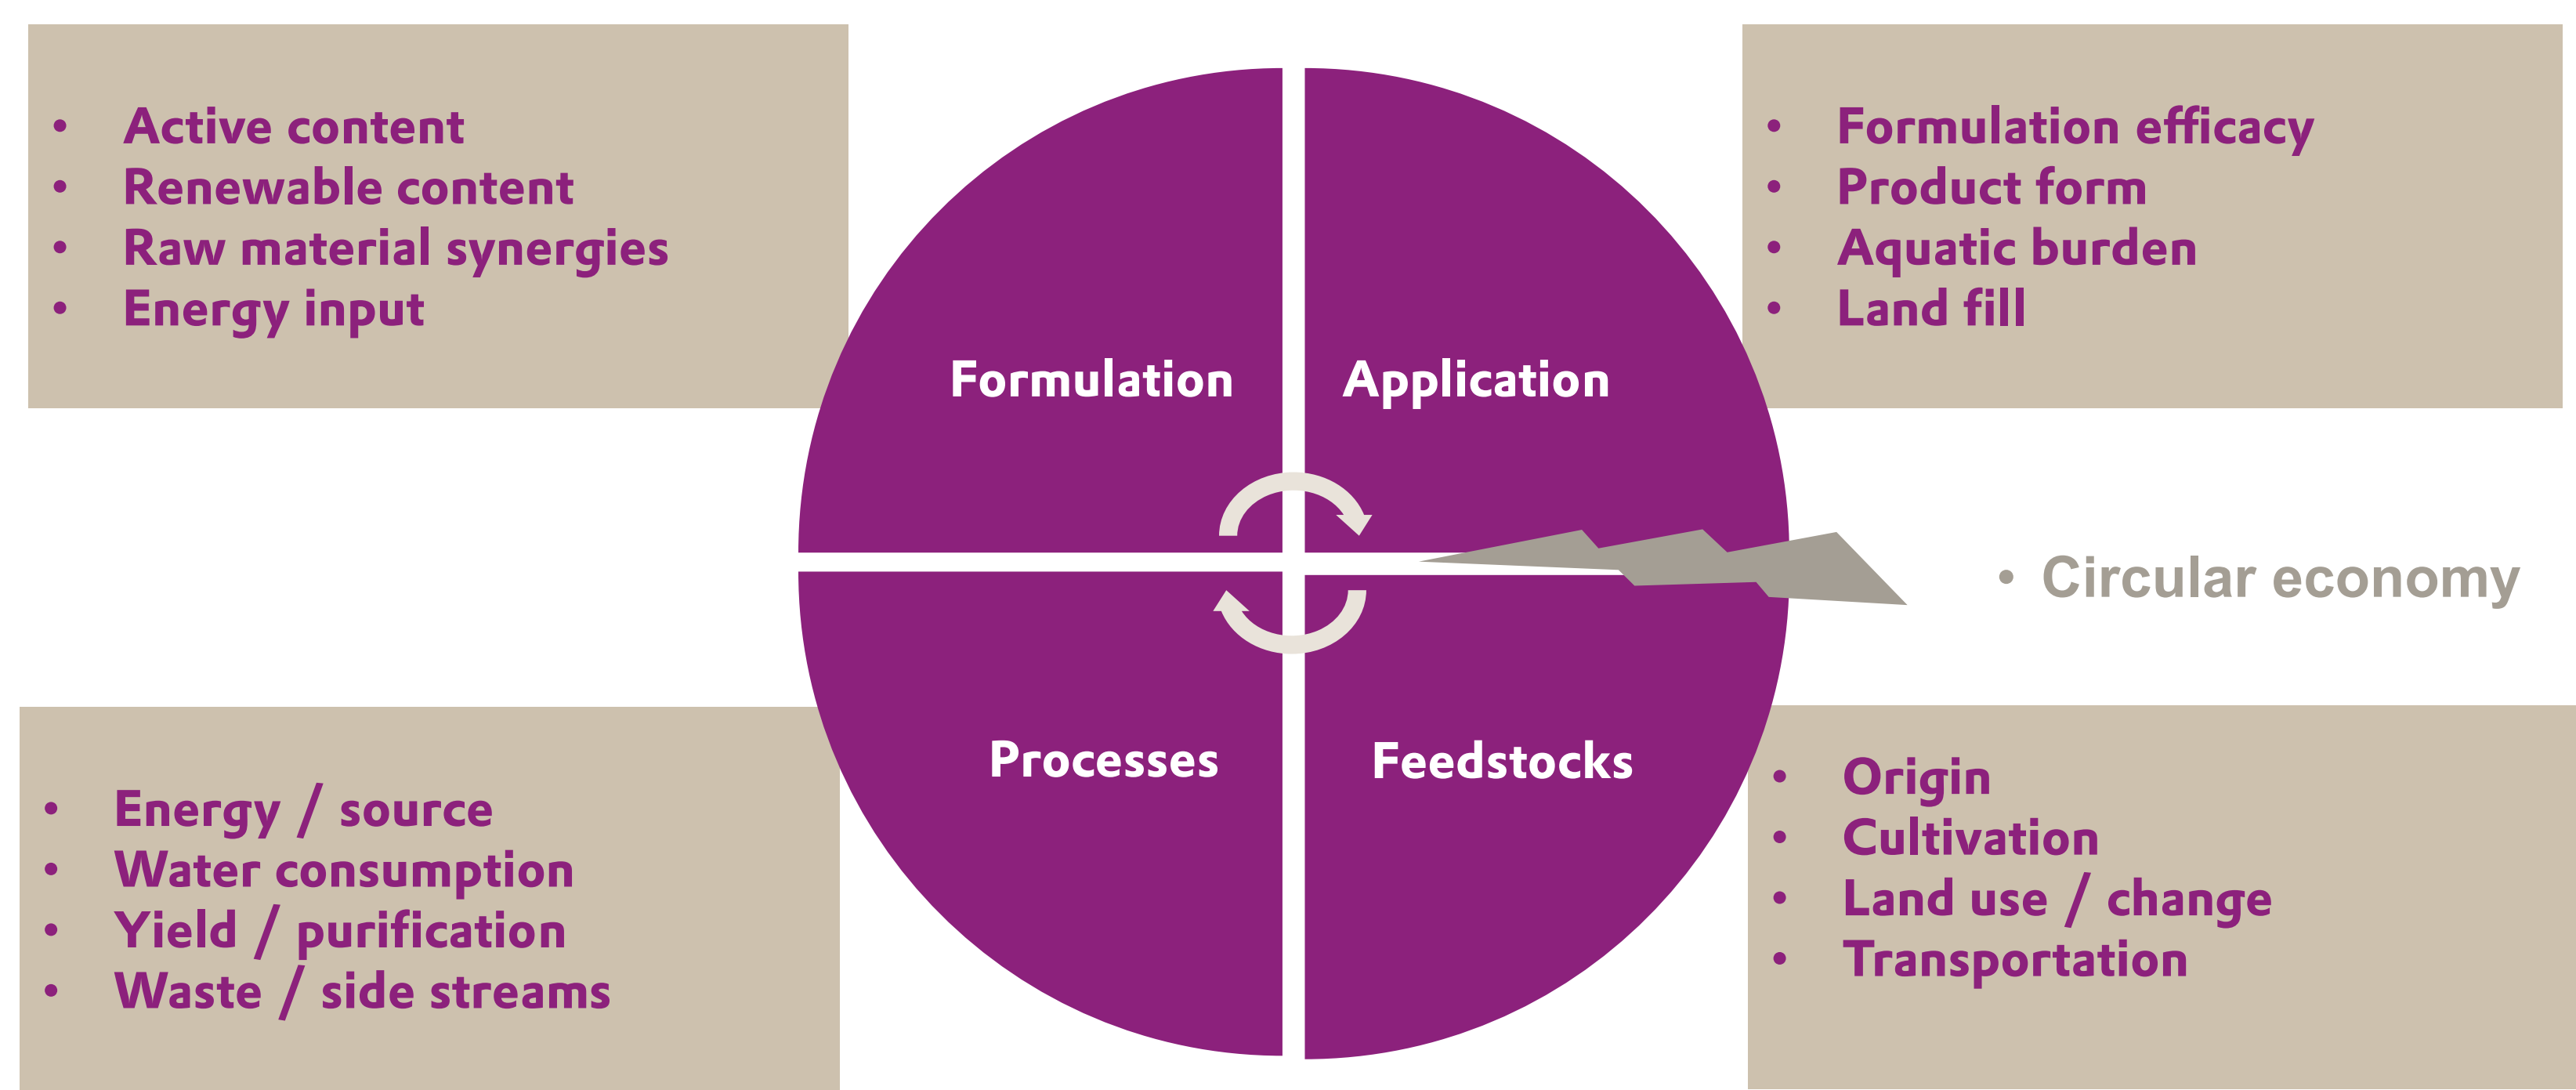 • Active content
• Renewable content
• Raw material synergies
• Energy input
• Formulation efficacy
• Product form
• Aquatic burden
• Land fill
Formulation
Application
• Circular economy
Processes
Feedstocks
• Energy / source
• Water consumption
• Yield / purification
• Waste / side streams
• Origin
• Cultivation
• Land use / change
• Transportation